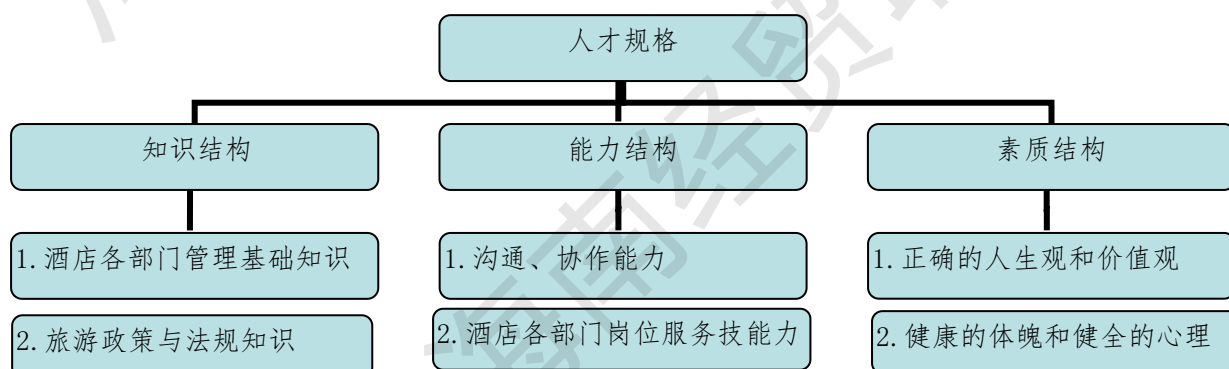 人才规格
知识结构
能力结构
素质结构
1.酒店各部门管理基础知识
1.沟通、协作能力
1.正确的人生观和价值观
2.旅游政策与法规知识
2.酒店各部门岗位服务技能力
2.健康的体魄和健全的心理
海南经贸